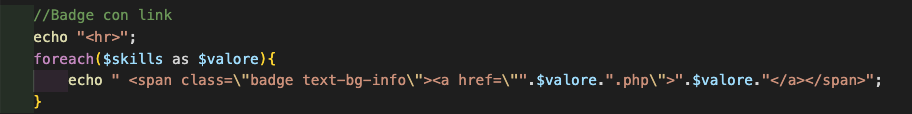 //Badge con link
echo "<hr>";
foreach($skills as $valore){
echo " <span class=\"badge text-bg-info\"><a href=\"".$valore.".php\">".$valore."</a></span>";
}